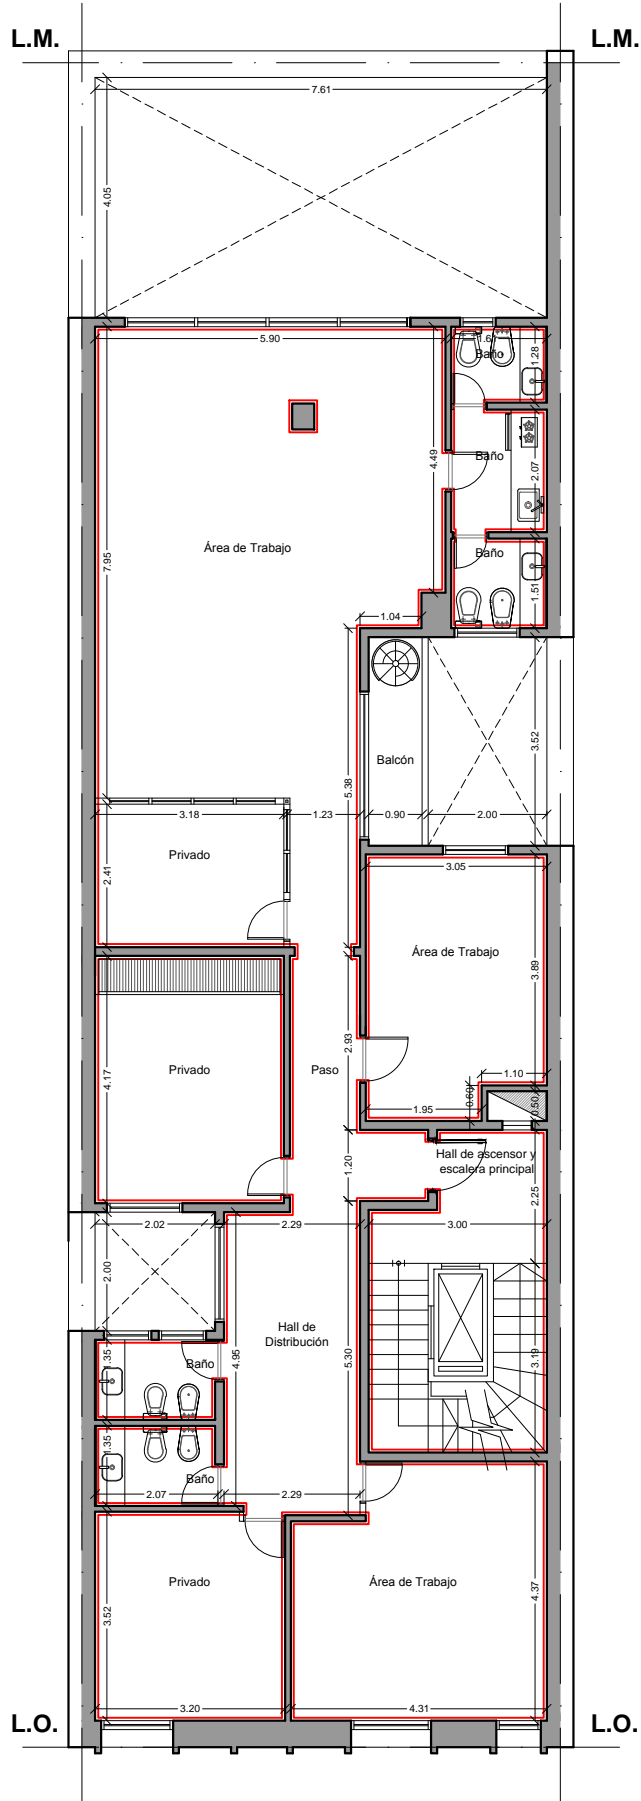 L.M.
L.M.
7.61
4.05
5.90
1.61
Baño
1.28
4.49
Baño
2.07
7.95
Área de Trabajo
Baño
1.51
1.04
5.38
Balcón
3.52
3.18
1.23
0.90
2.00
Privado
2.41
3.05
Área de Trabajo
3.89
4.17
Privado
2.93
Paso
1.10
0.60
0.50
1.95
1.20
Hall de ascensor y
escalera principal
2.25
2.02
2.29
3.00
2.00
Hall de
Distribución
4.95
5.30
3.19
1.35
Baño
1.35
Baño
2.07
2.29
Privado
3.52
Área de Trabajo
4.37
3.20
4.31
L.O.
L.O.